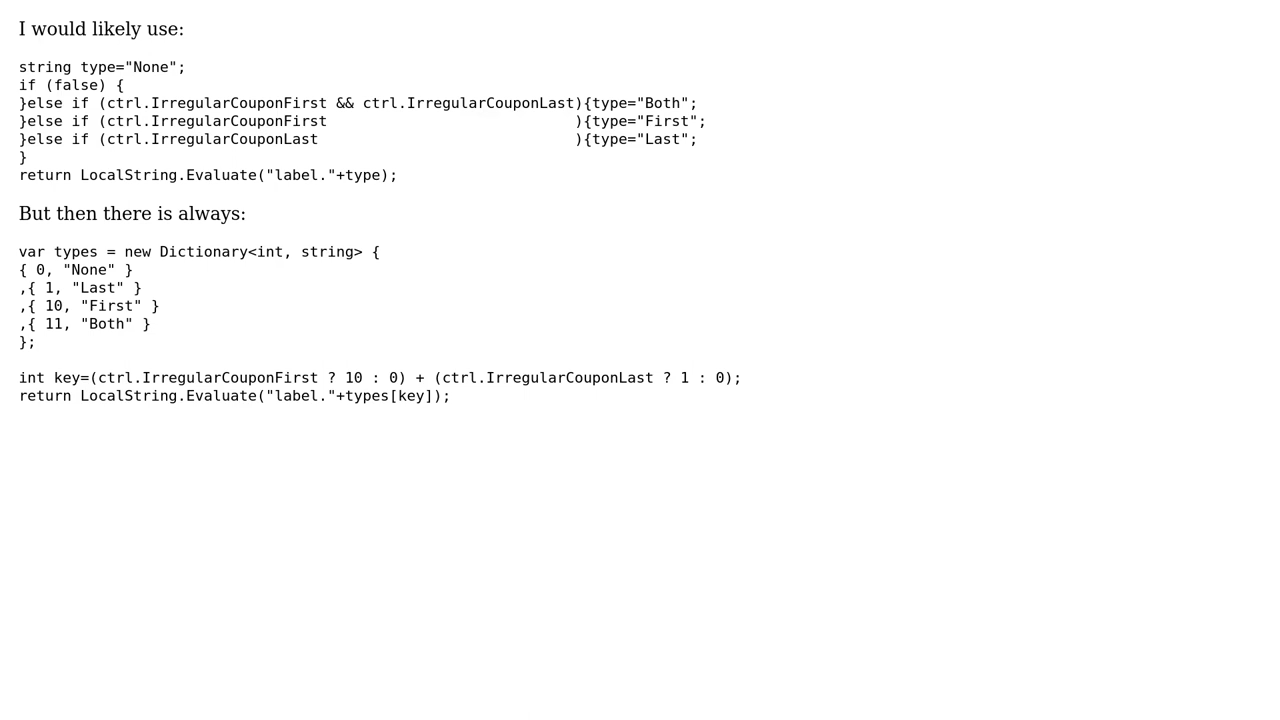 I would likely use:
string type="None";
if (false) {
}else if (ctrl.IrregularCouponFirst && ctrl.IrregularCouponLast){type="Both";
}else if (ctrl.IrregularCouponFirst                            ){type="First";
}else if (ctrl.IrregularCouponLast                             ){type="Last";
}
return LocalString.Evaluate("label."+type);
But then there is always:
var types = new Dictionary<int, string> {
{ 0, "None" }
,{ 1, "Last" }
,{ 10, "First" }
,{ 11, "Both" }
};
int key=(ctrl.IrregularCouponFirst ? 10 : 0) + (ctrl.IrregularCouponLast ? 1 : 0);
return LocalString.Evaluate("label."+types[key]);